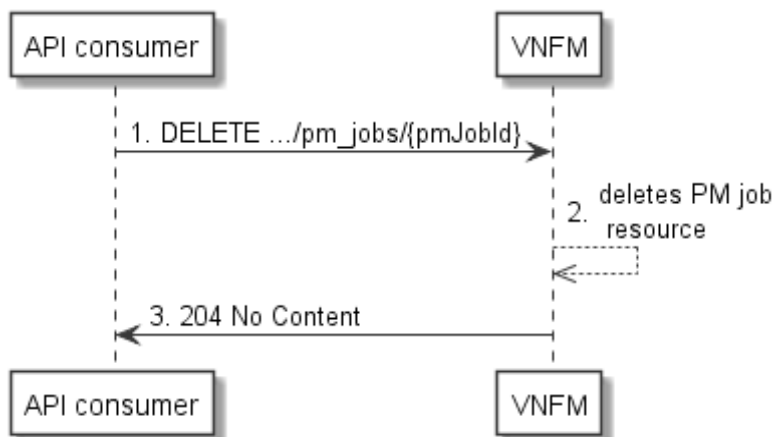 API consumer
VNFM
1. DELETE .../pm_jobs/{pmJobId}
2. deletes PM job
resource
3. 204 No Content
API consumer
VNFM